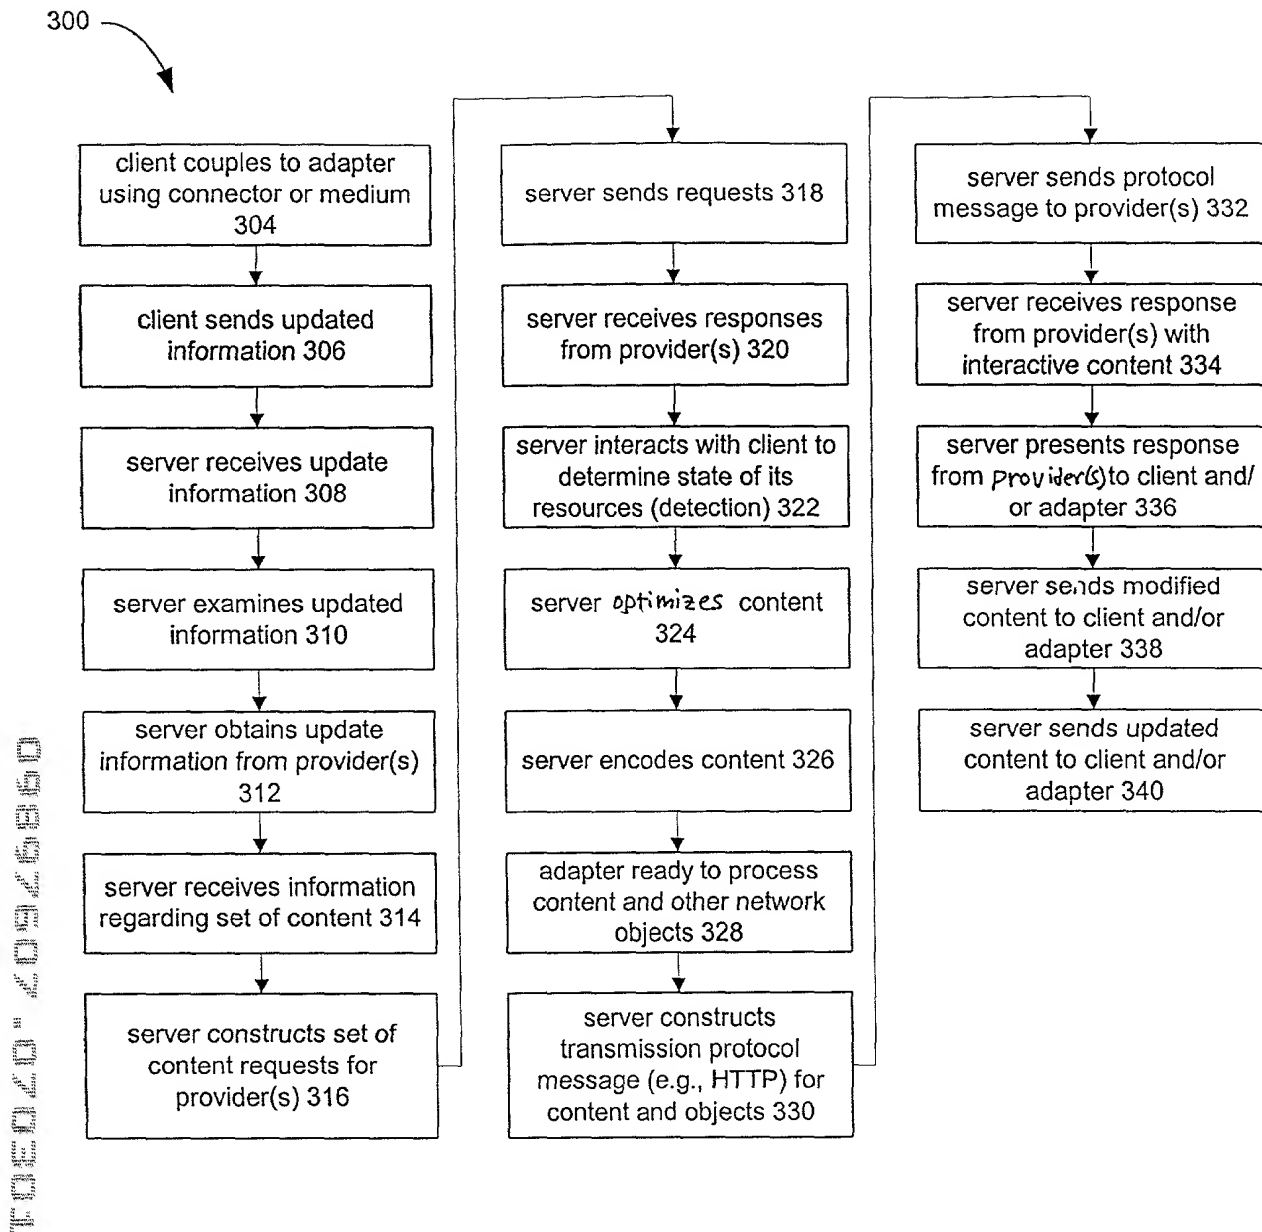 300
client couples to adapter
using connector or medium
304
client sends updated
information 306
server receives update
information 308
server examines updated
information 310
server obtains update
information from provider(s)
312
server receives information
regarding set of content 314
server constructs set of
content requests for
provider(s) 316
server sends requests 318
server receives responses
from provider(s) 320
server interacts with client to
determine state of its
resources (detection) 322
server optimizes content
324
server encodes content 326
adapter ready to process
content and other network
objects 328
server constructs
transmission protocol
message (e.g., HTTP) for
content and objects 330
server sends protocol
message to provider(s) 332
server receives response
from provider(s) with
interactive content 334
server presents response
from provider(s) to client and/
or adapter 336
server sends modified
content to client and/or
adapter 338
server sends updated
content to client and/or
adapter 340